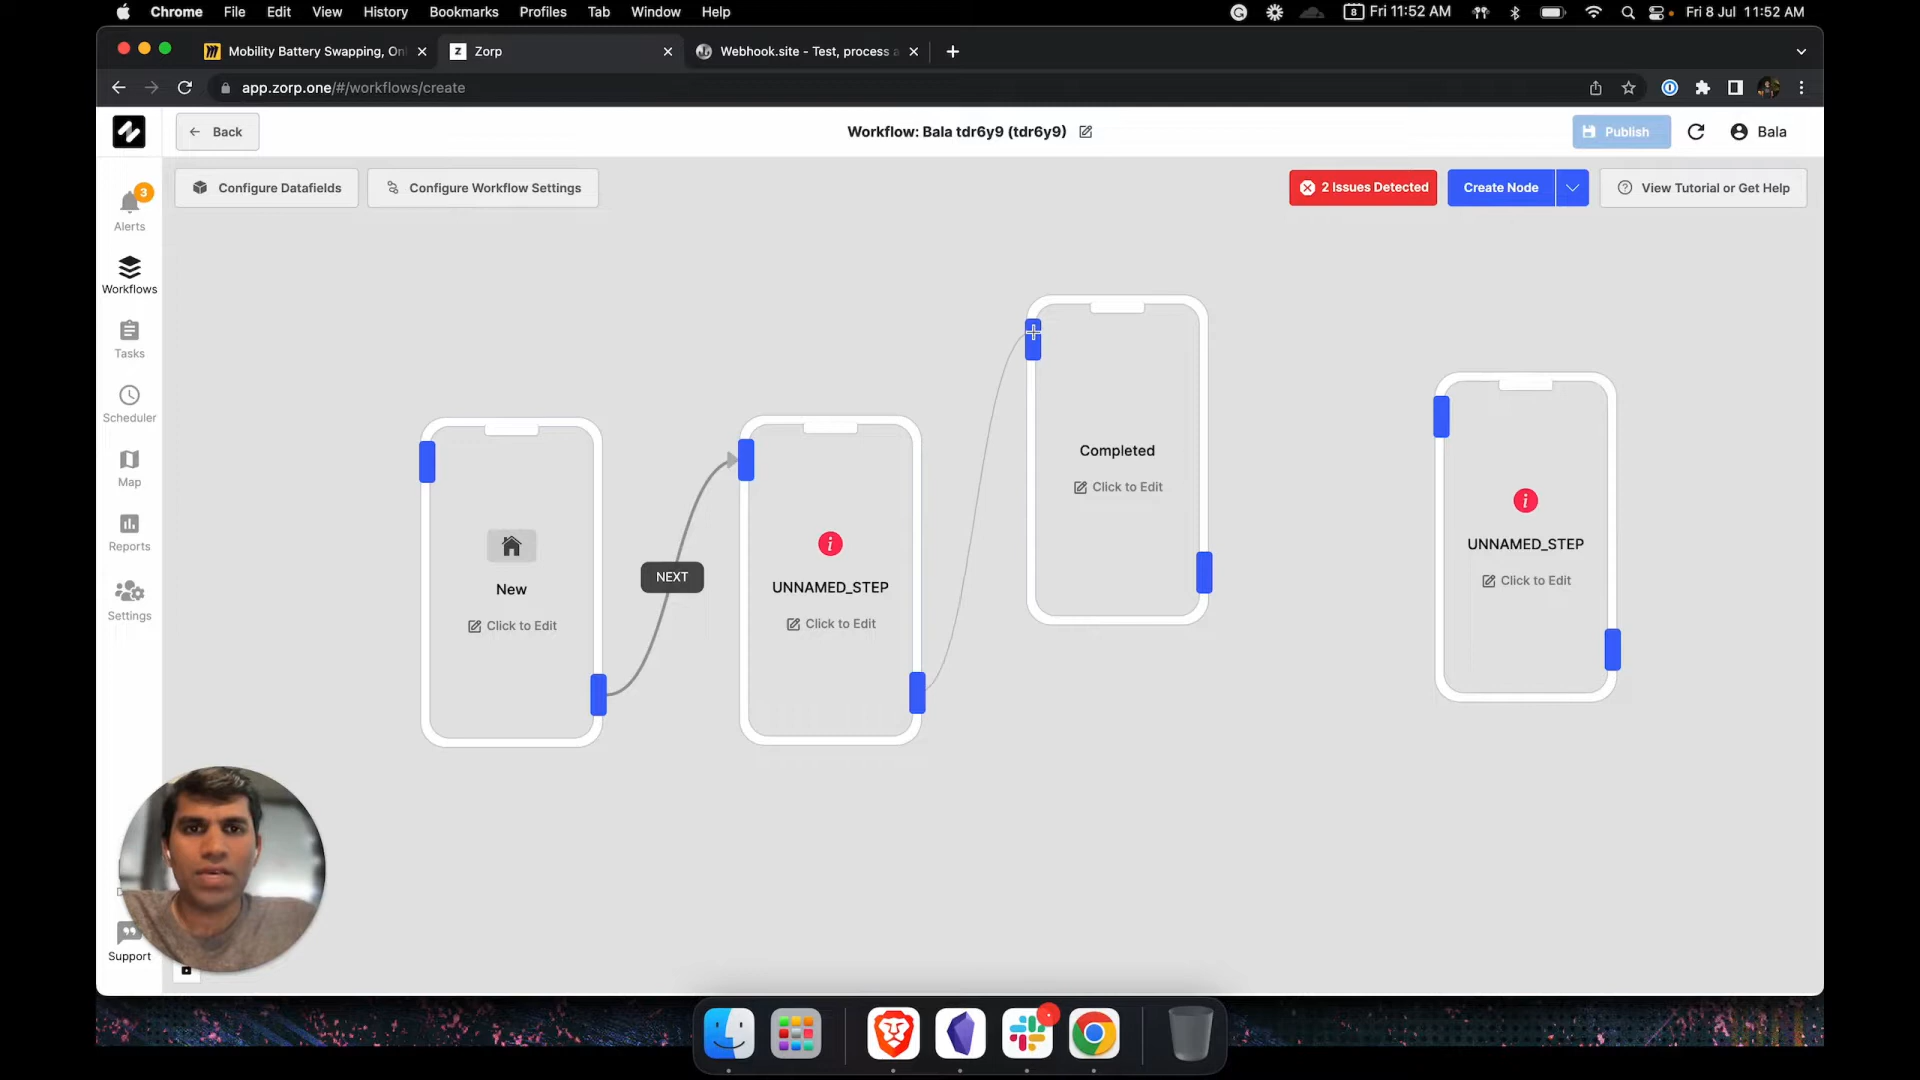 Chrome File Edit View History Bookmarks Profiles Tab Window Help
8 Fri 11:52 AM Fri 8 Jul 11:52 AM
Mobility Battery Swapping, On
Zorp
Webhook.site - Test, process a
app.zorp.one/#/workflows/create
Back
Workflow: Bala tdr6y9 (tdr6y9)
Publish
Bala
Configure Datafields
Configure Workflow Settings
2 Issues Detected
Create Node
View Tutorial or Get Help
3
Alerts
Workflows
Tasks
Scheduler
Map
Reports
Settings
Support
New
Click to Edit
NEXT
UNNAMED_STEP
Click to Edit
Completed
Click to Edit
UNNAMED_STEP
Click to Edit